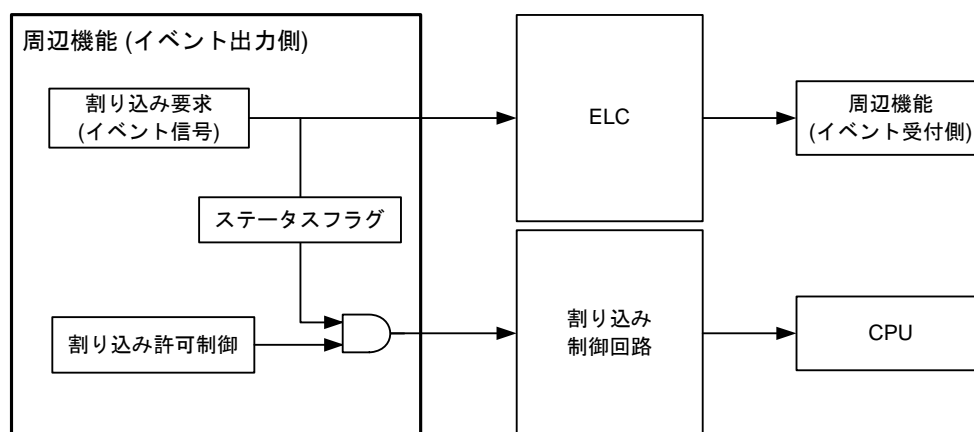 周辺機能 (イベント出力側)
割り込み要求
(イベント信号)
ELC
周辺機能
(イベント受付側)
ステータスフラグ
割り込み許可制御
割り込み
制御回路
CPU